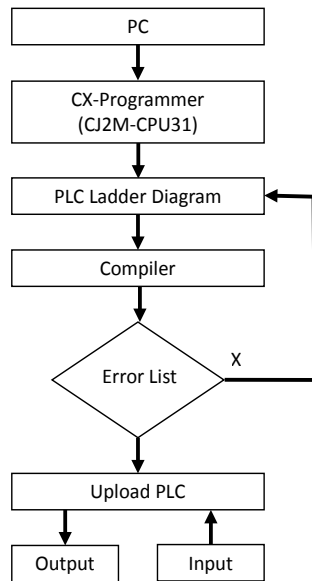 PC
CX-Programmer
(CJ2M-CPU31)
PLC Ladder Diagram
Compiler
Error List
X
Upload PLC
Output
Input